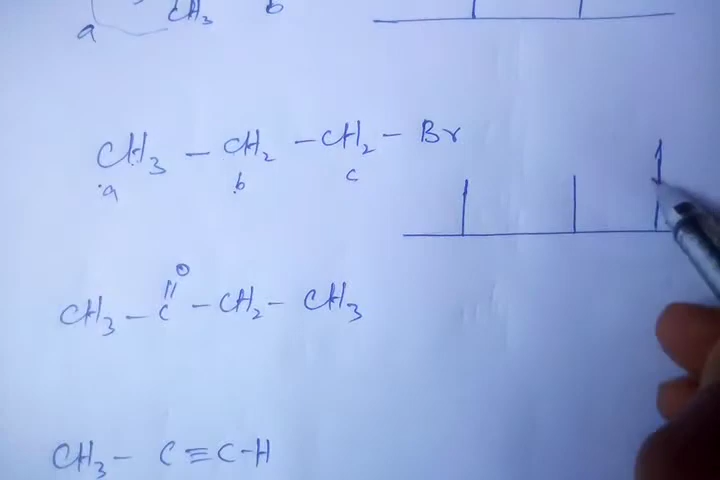 CH₃ b
a
CH₃ – CH₂ – CH₂ – Br
a b c
O
CH₃ – C – CH₂ – CH₃
CH₃ – C ≡ C – H